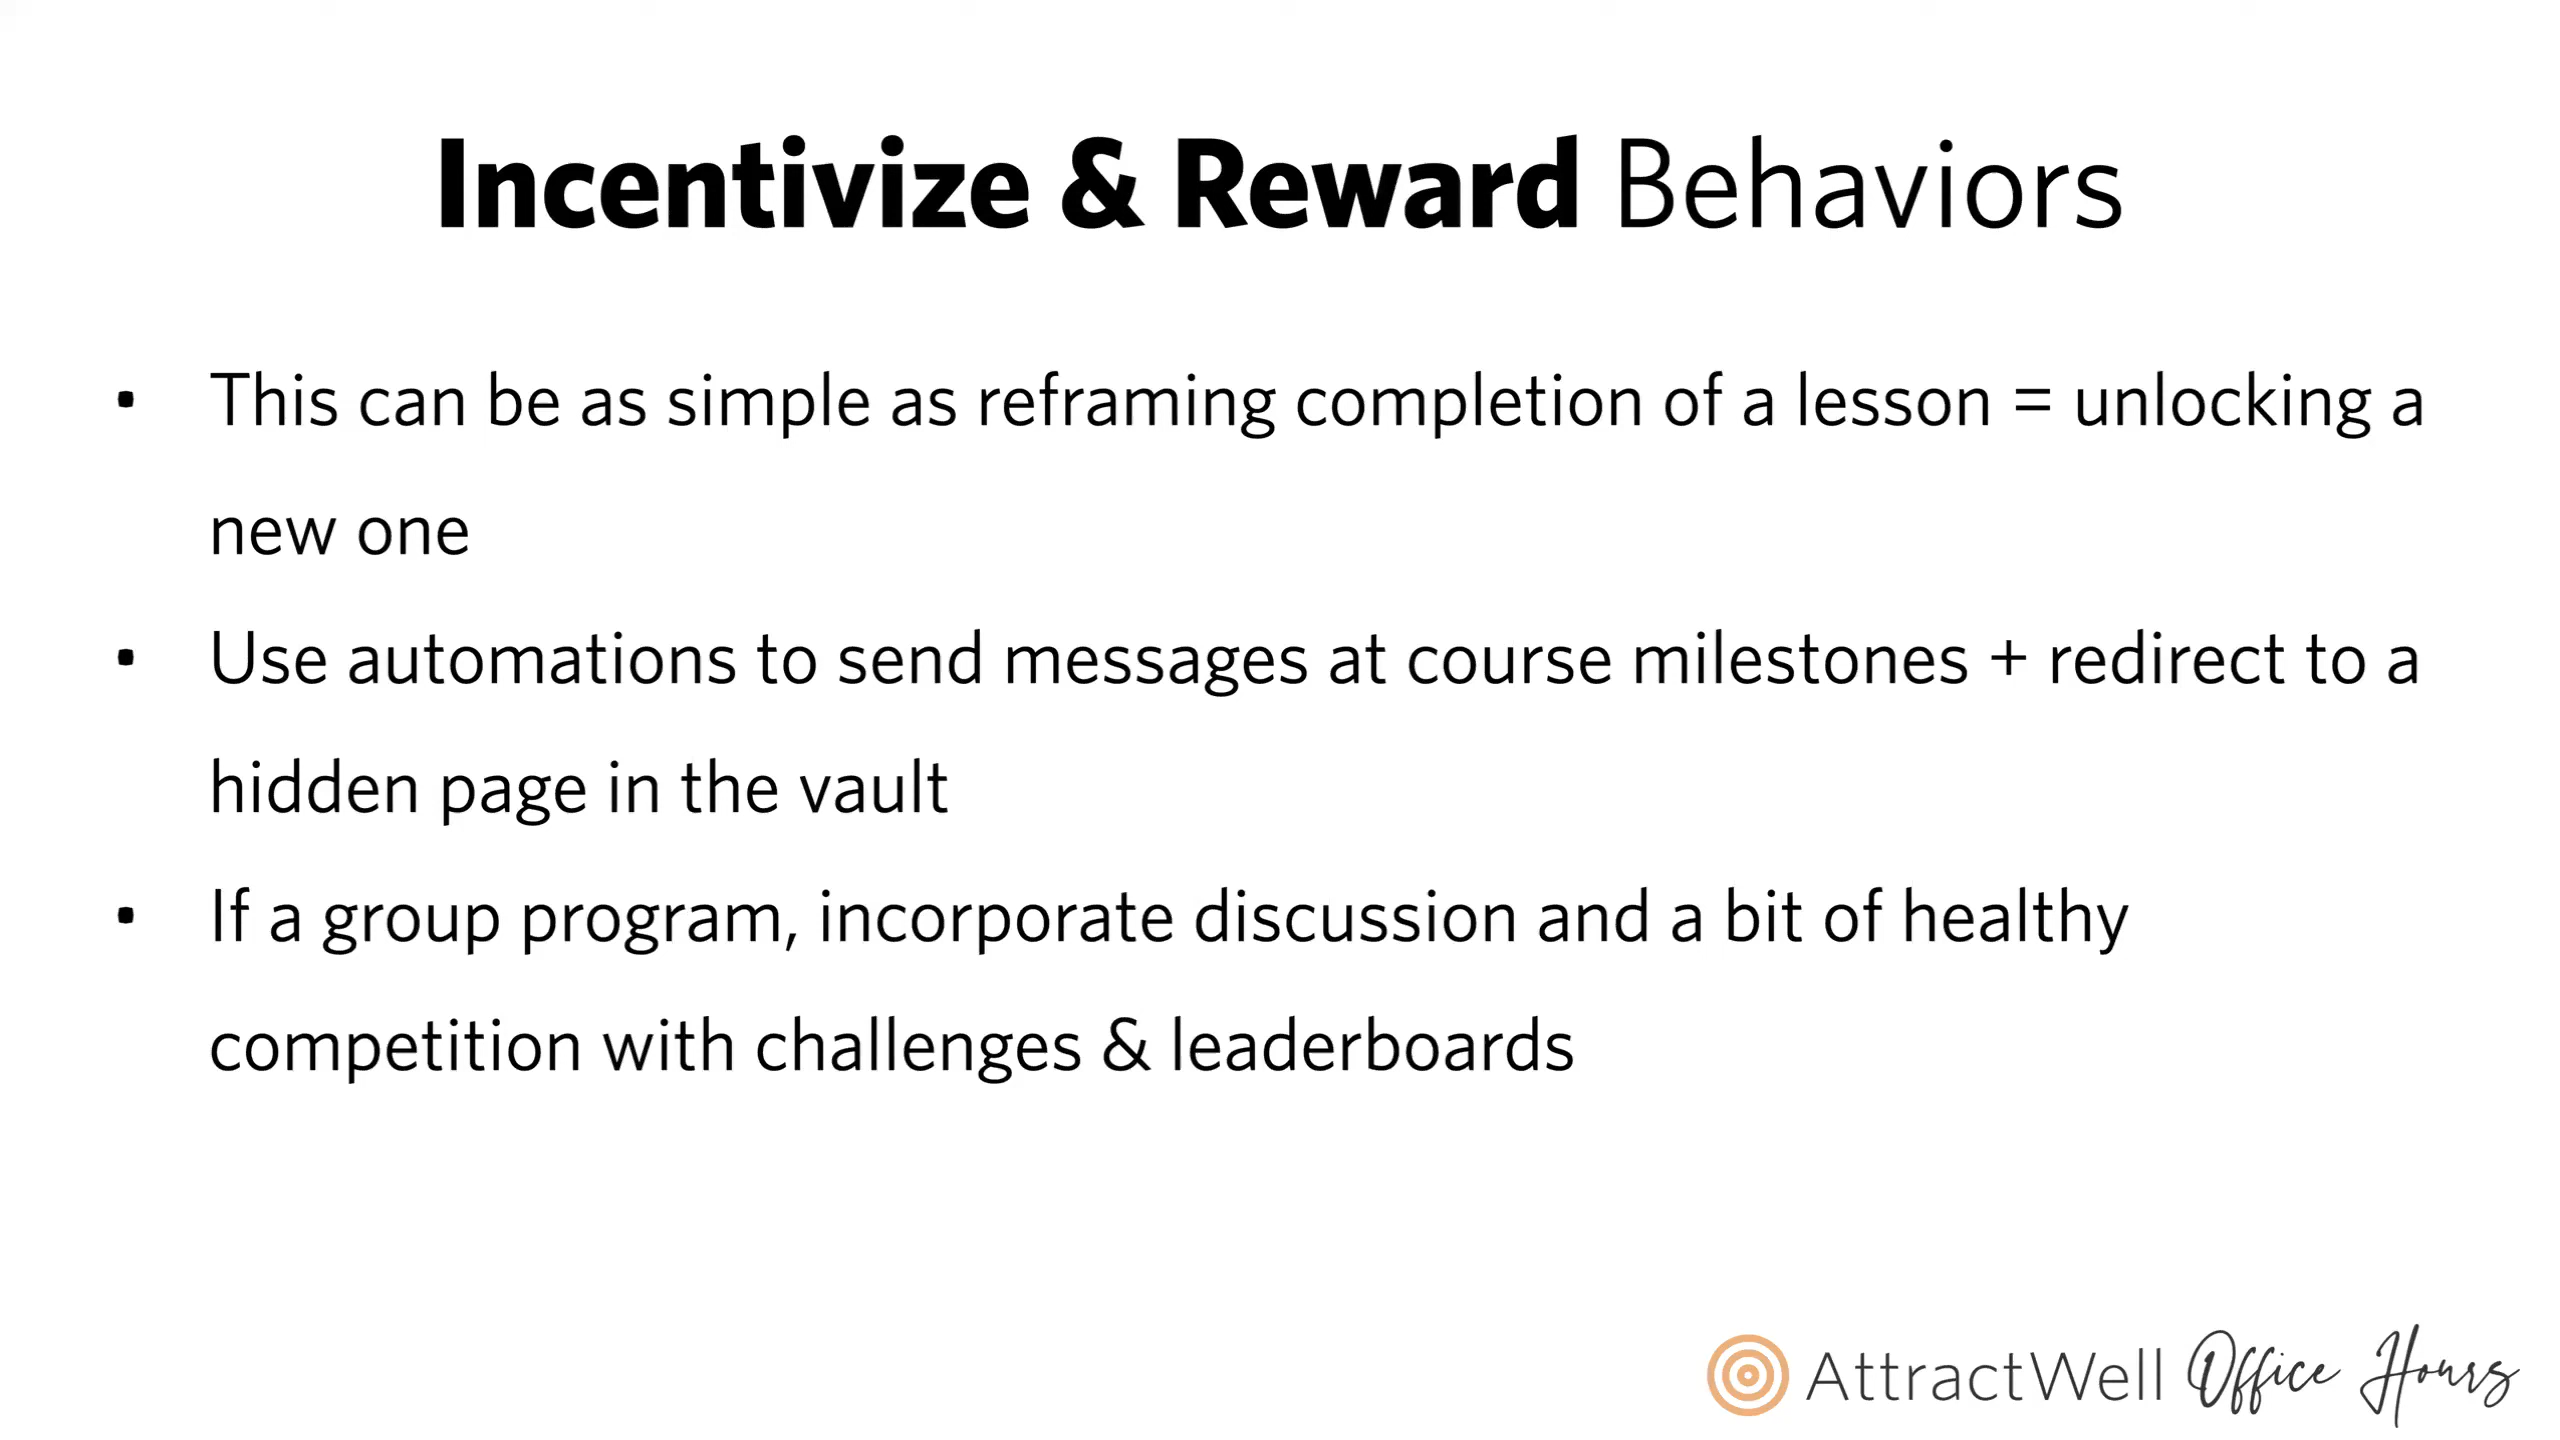 Incentivize & Reward Behaviors
• This can be as simple as reframing completion of a lesson = unlocking a
new one
• Use automations to send messages at course milestones + redirect to a
hidden page in the vault
• If a group program, incorporate discussion and a bit of healthy
competition with challenges & leaderboards
AttractWell Office Hours